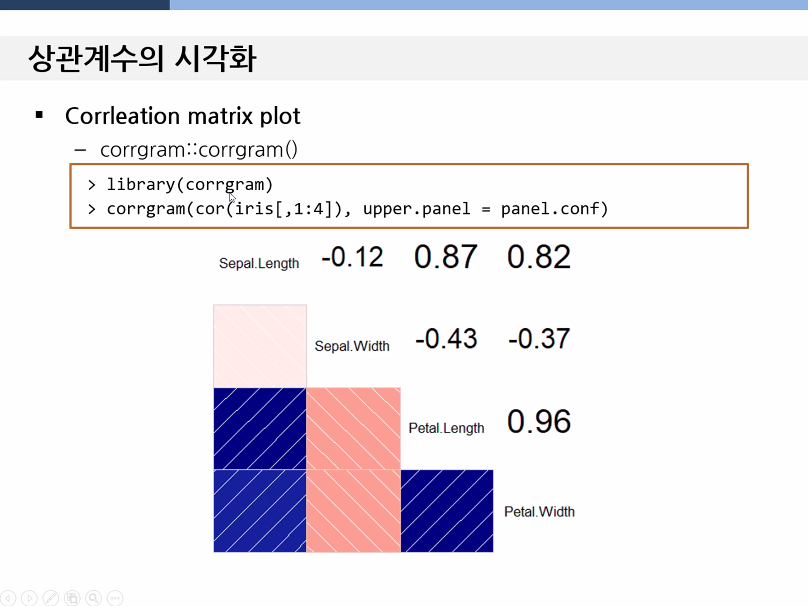 상관계수의 시각화
▪ Corrleation matrix plot
– corrgram::corrgram()
> library(corrgram)
> corrgram(cor(iris[,1:4]), upper.panel = panel.conf)
Sepal.Length -0.12 0.87 0.82
Sepal.Width -0.43 -0.37
Petal.Length 0.96
Petal.Width